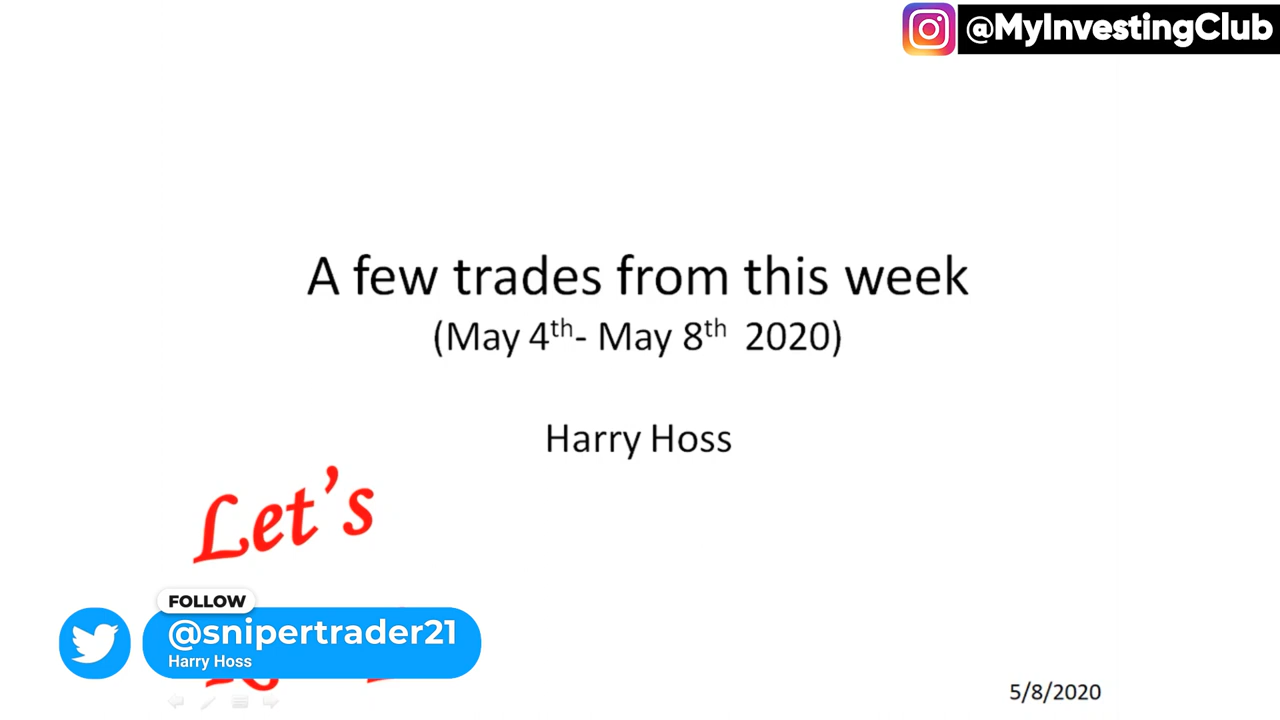 @MyInvestingClub
A few trades from this week
(May 4th- May 8th 2020)
Harry Hoss
Let's
FOLLOW
@snipertrader21
Harry Hoss
5/8/2020